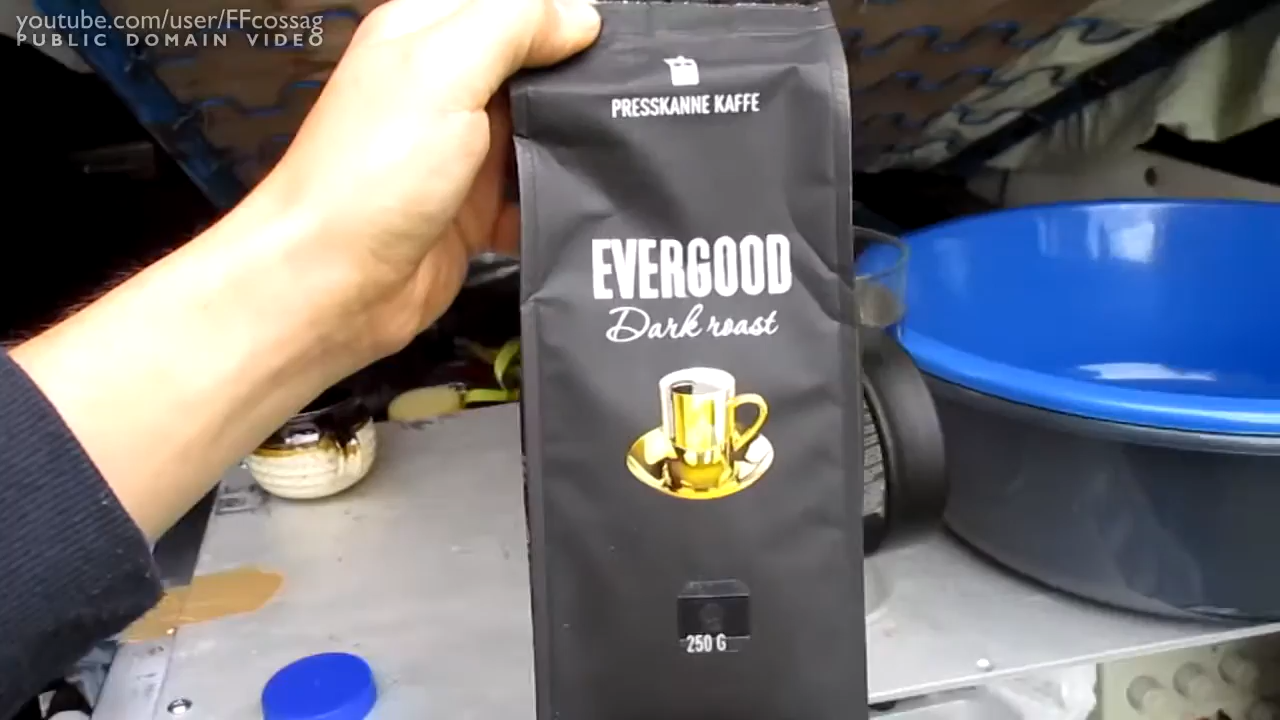 youtube.com/user/FFcossag
PUBLIC DOMAIN VIDEO
PRESSKANNE KAFFE
EVERGOOD
Dark roast
250 G